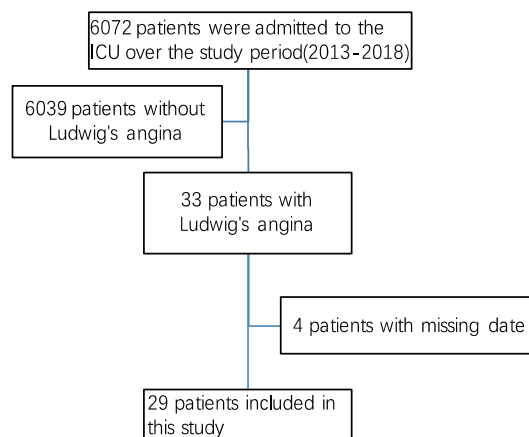 6072 patients were admitted to the
ICU over the study period(2013-2018)
6039 patients without
Ludwig's angina
33 patients with
Ludwig's angina
4 patients with missing date
29 patients included in
this study